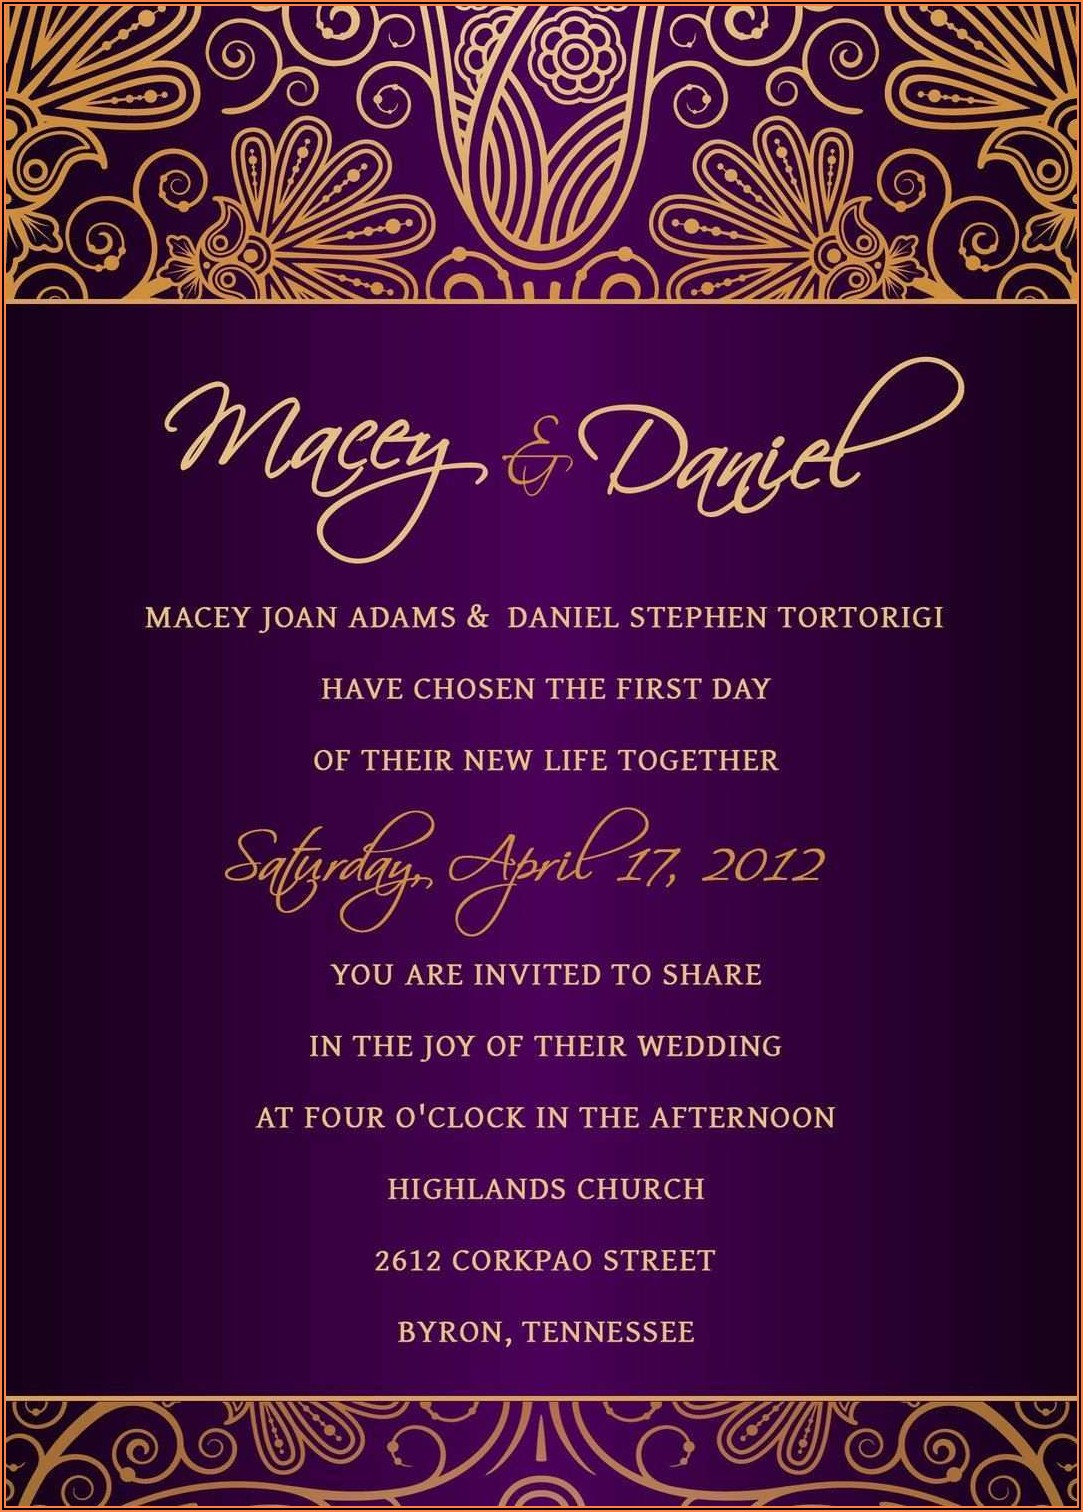 Macey & Daniel
MACEY JOAN ADAMS & DANIEL STEPHEN TORTORIGI
HAVE CHOSEN THE FIRST DAY
OF THEIR NEW LIFE TOGETHER
Saturday, April 17, 2012
YOU ARE INVITED TO SHARE
IN THE JOY OF THEIR WEDDING
AT FOUR O'CLOCK IN THE AFTERNOON
HIGHLANDS CHURCH
2612 CORKPAO STREET
BYRON, TENNESSEE